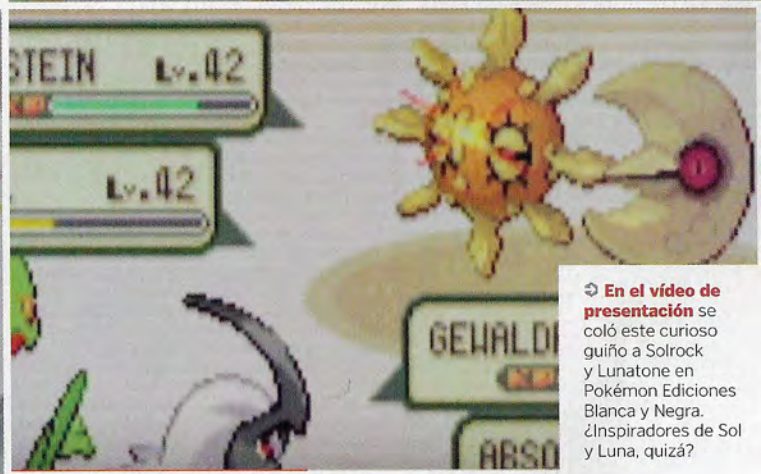 STEIN Lv.42
Lv.42
GEWALD
ABSO
➲ En el vídeo de
presentación se
coló este curioso
guiño a Solrock
y Lunatone en
Pokémon Ediciones
Blanca y Negra.
¿Inspiradores de Sol
y Luna, quizá?